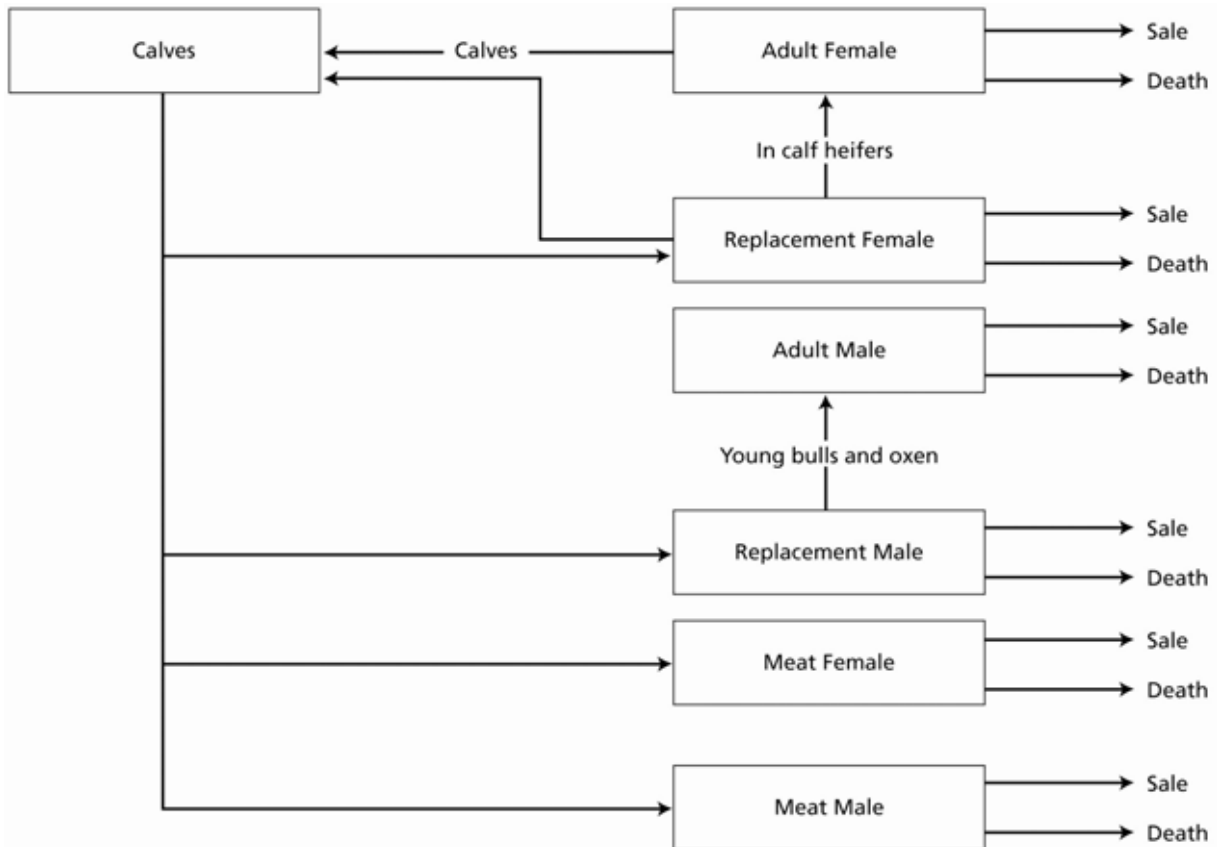 Calves
Calves
Adult Female
Sale
Death
In calf heifers
Replacement Female
Sale
Death
Adult Male
Sale
Death
Young bulls and oxen
Replacement Male
Sale
Death
Meat Female
Sale
Death
Meat Male
Sale
Death